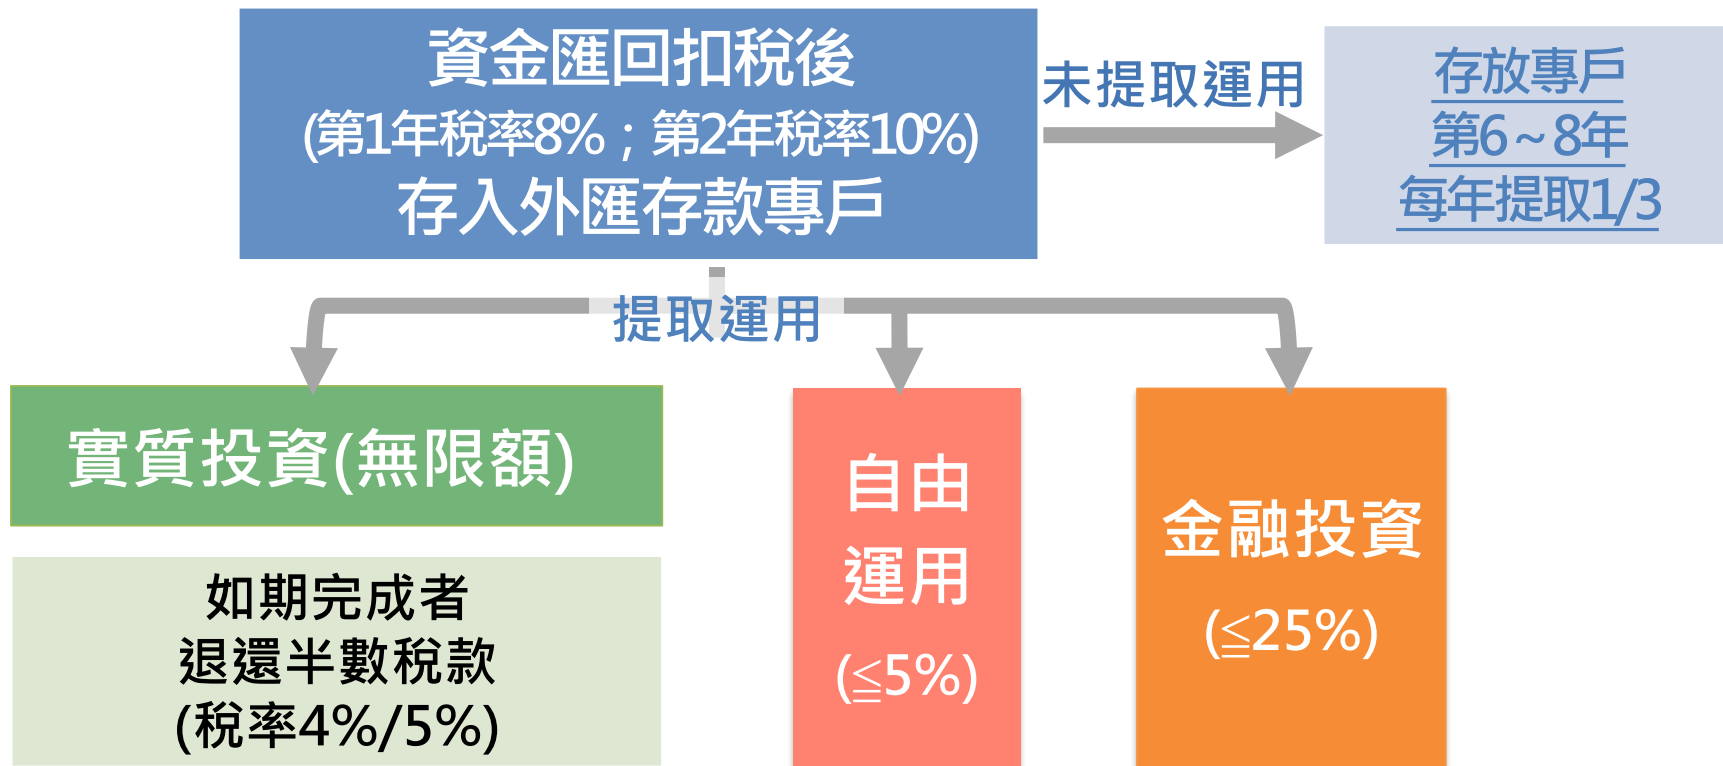 資金匯回扣稅後
(第1年稅率8%；第2年稅率10%)
存入外匯存款專戶
未提取運用
存放專戶
第6~8年
每年提取1/3
提取運用
實質投資(無限額)
如期完成者
退還半數稅款
(稅率4%/5%)
自由
運用
(≦5%)
金融投資
(≦25%)